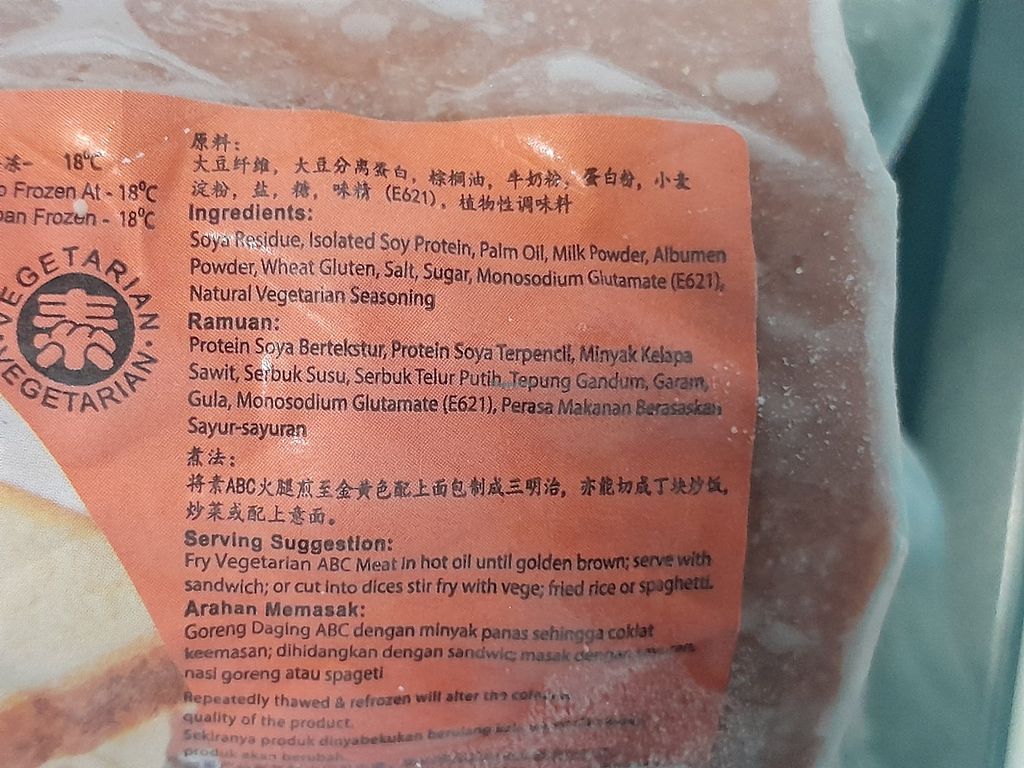 18℃
Frozen At - 18℃
Frozen - 18℃
VEGETARIAN · VEGETARIAN ·
原料:
大豆纤维, 大豆分离蛋白, 棕榈油, 牛奶粉, 蛋白粉, 小麦
淀粉, 盐, 糖, 味精 (E621), 植物性调味料
Ingredients:
Soya Residue, Isolated Soy Protein, Palm Oil, Milk Powder, Albumen
Powder, Wheat Gluten, Salt, Sugar, Monosodium Glutamate (E621),
Natural Vegetarian Seasoning
Ramuan:
Protein Soya Bertekstur, Protein Soya Terpencil, Minyak Kelapa
Sawit, Serbuk Susu, Serbuk Telur Putih, Tepung Gandum, Garam,
Gula, Monosodium Glutamate (E621), Perasa Makanan Berasaskan
Sayur-sayuran
煮法:
将素ABC火腿煎至金黄色配上面包制成三明治, 亦能切成丁块炒饭,
炒菜或配上意面。
Serving Suggestion:
Fry Vegetarian ABC Meat in hot oil until golden brown; serve with
sandwich; or cut into dices stir fry with vege; fried rice or spaghetti.
Arahan Memasak:
Goreng Daging ABC dengan minyak panas sehingga coklat
keemasan; dihidangkan dengan sandwic; masak dengan
nasi goreng atau spageti
Repeatedly thawed & refrozen will alter the
quality of the product.
Sekiranya produk dinyabekukan berulang
produk akan berubah.